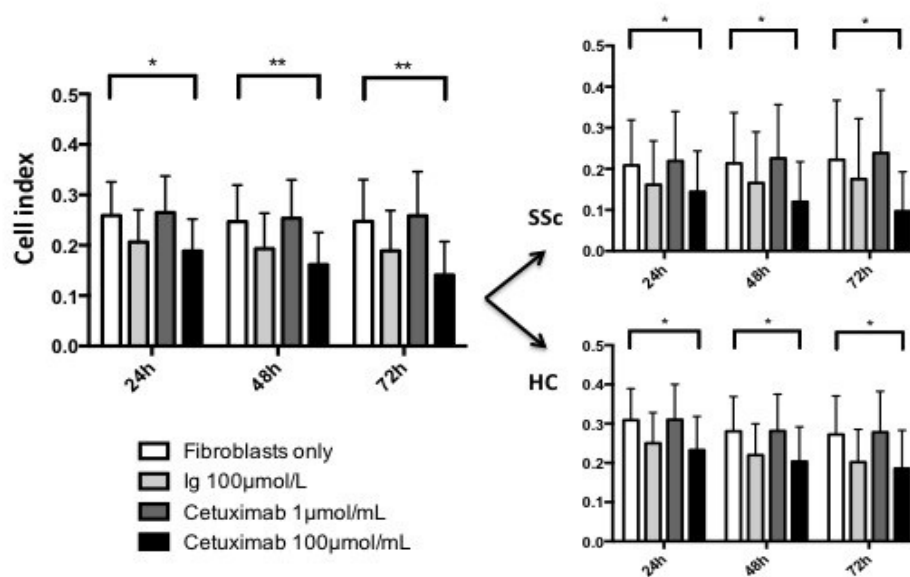 Cell index
0.5
0.4
0.3
0.2
0.1
0.0
*
**
**
24h
48h
72h
Fibroblasts only
Ig 100µmol/L
Cetuximab 1µmol/mL
Cetuximab 100µmol/mL
SSc
0.5
0.4
0.3
0.2
0.1
0.0
*
*
*
24h
48h
72h
HC
0.5
0.4
0.3
0.2
0.1
0.0
*
*
*
24h
48h
72h